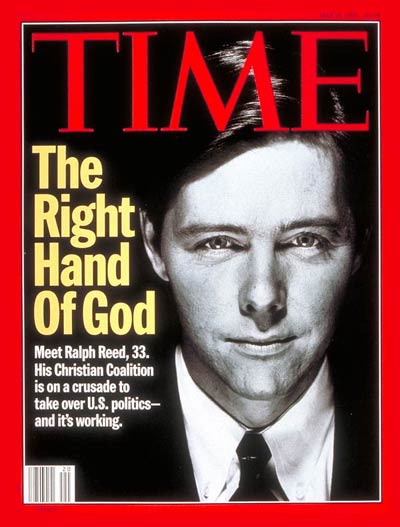 TIME
The
Right
Hand
Of God
Meet Ralph Reed, 33.
His Christian Coalition
is on a crusade to
take over U.S. politics—
and it's working.
20